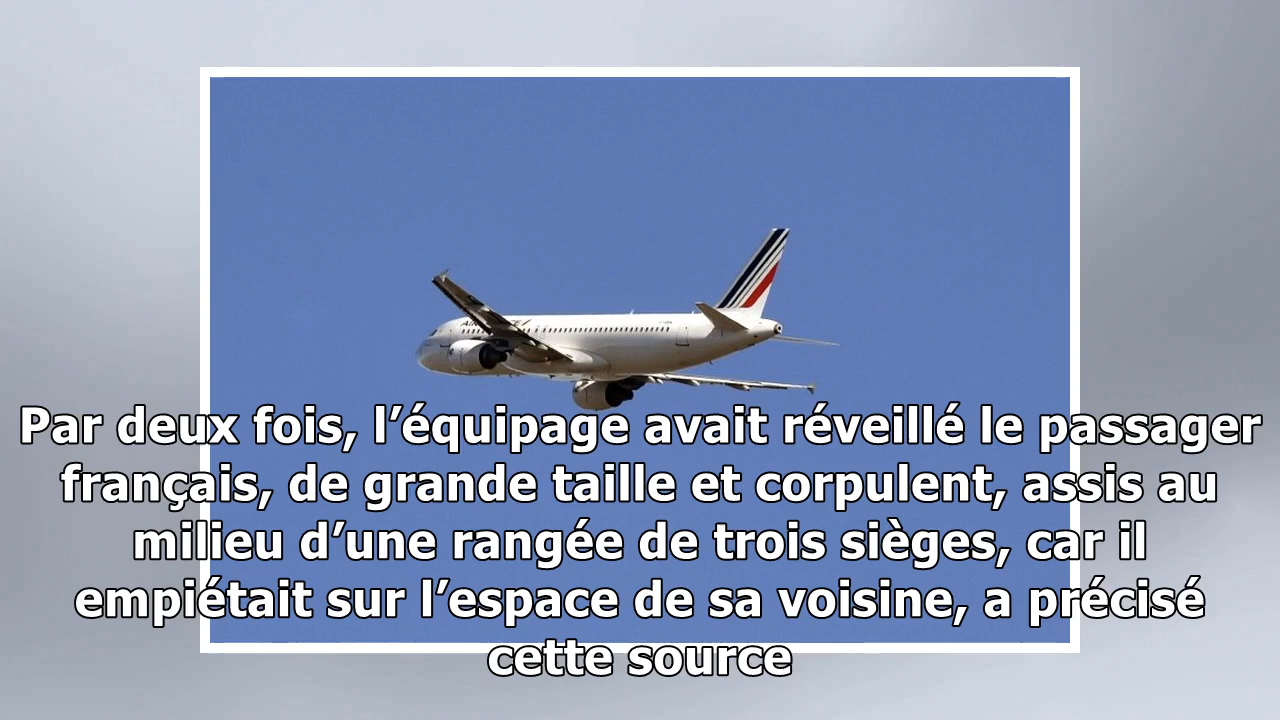 Par deux fois, l’équipage avait réveillé le passager
français, de grande taille et corpulent, assis au
milieu d’une rangée de trois sièges, car il
empiétait sur l’espace de sa voisine, a précisé
cette source